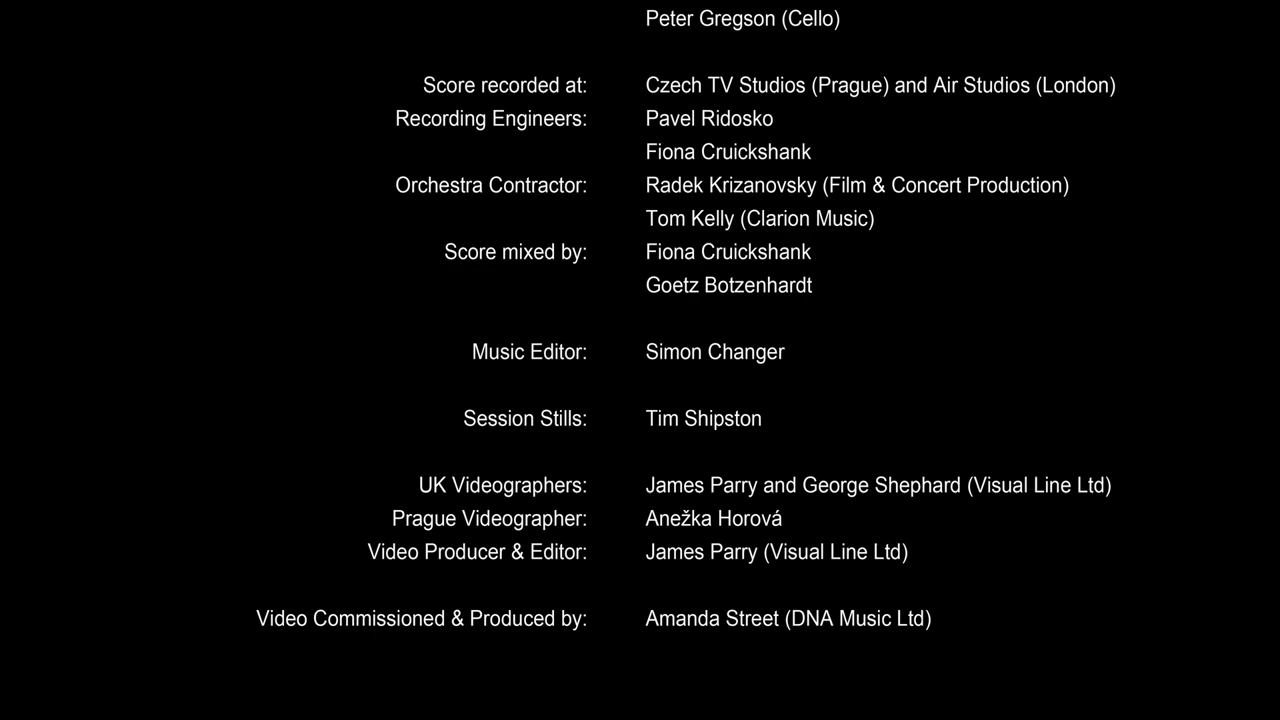 Peter Gregson (Cello)
Score recorded at: Czech TV Studios (Prague) and Air Studios (London)
Recording Engineers: Pavel Ridosko
Fiona Cruickshank
Orchestra Contractor: Radek Krizanovsky (Film & Concert Production)
Tom Kelly (Clarion Music)
Score mixed by: Fiona Cruickshank
Goetz Botzenhardt
Music Editor: Simon Changer
Session Stills: Tim Shipston
UK Videographers: James Parry and George Shephard (Visual Line Ltd)
Prague Videographer: Anežka Horová
Video Producer & Editor: James Parry (Visual Line Ltd)
Video Commissioned & Produced by: Amanda Street (DNA Music Ltd)